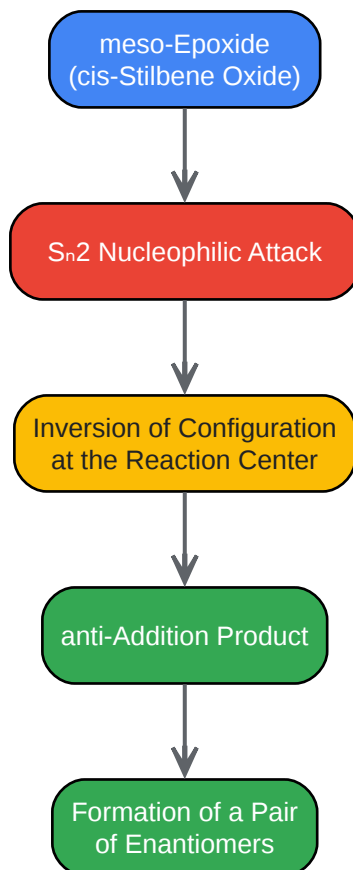 meso-Epoxide
(cis-Stilbene Oxide)
Sₙ2 Nucleophilic Attack
Inversion of Configuration
at the Reaction Center
anti-Addition Product
Formation of a Pair
of Enantiomers